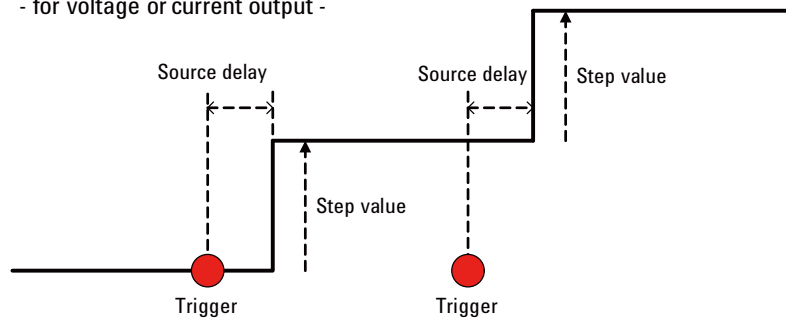 - for voltage or current output -
Source delay
Source delay
Step value
Step value
Trigger
Trigger